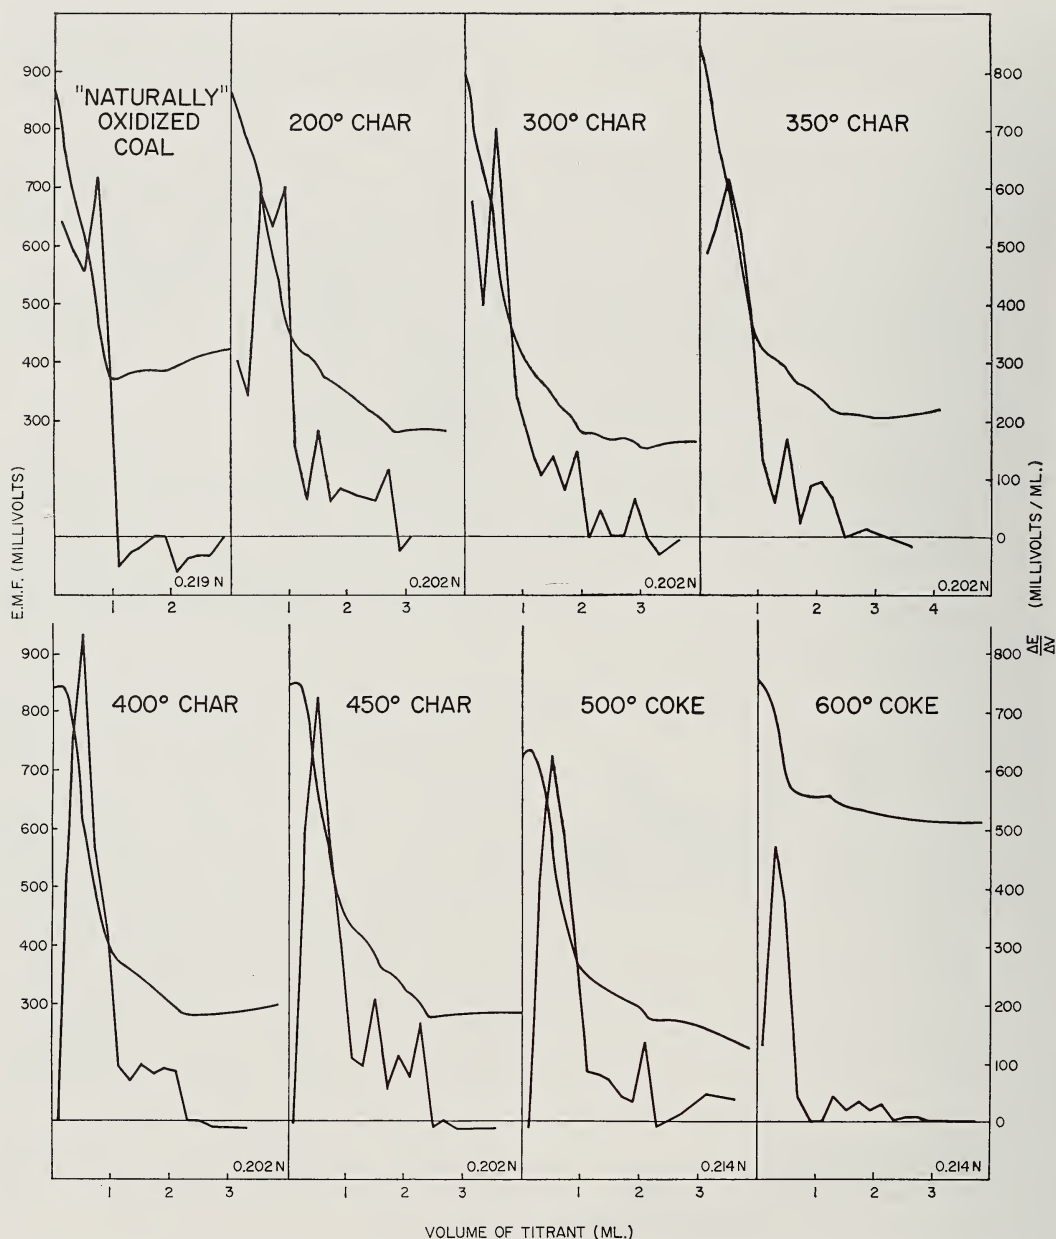 "NATURALLY"
OXIDIZED
COAL
200° CHAR
300° CHAR
350° CHAR
900
800
700
600
500
400
300
800
700
600
500
400
300
200
100
0
0.219 N
0.202 N
0.202 N
0.202 N
1 2
1 2 3
1 2 3
1 2 3 4
E.M.F. (MILLIVOLTS)
(MILLIVOLTS / ML.)
ΔE
ΔV
400° CHAR
450° CHAR
500° COKE
600° COKE
900
800
700
600
500
400
300
800
700
600
500
400
300
200
100
0
0.202 N
0.202 N
0.214 N
0.214 N
1 2 3
1 2 3
1 2 3
1 2 3
VOLUME OF TITRANT (ML.)